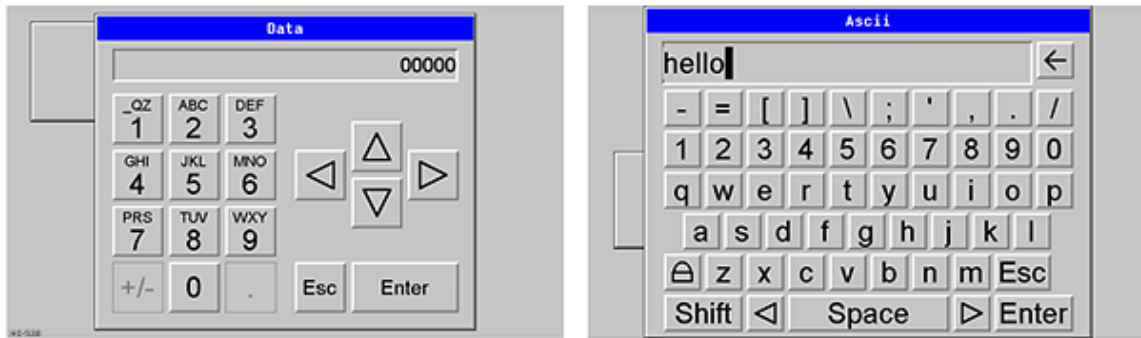 Data
00000
_QZ ABC DEF
1 2 3
GHI JKL MNO
4 5 6
PRS TUV WXY
7 8 9
+/- 0 . Esc Enter
Ascii
hello
- = [ ] \ ; ' , . /
1 2 3 4 5 6 7 8 9 0
q w e r t y u i o p
a s d f g h j k l
z x c v b n m Esc
Shift Space Enter